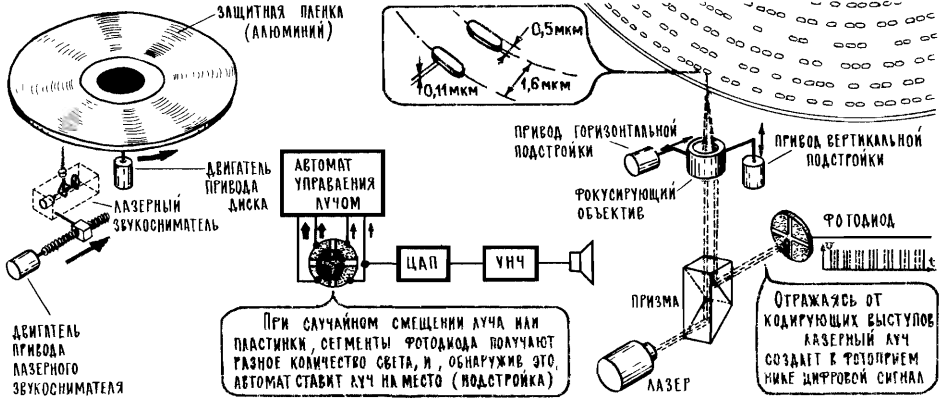 ЗАЩИТНАЯ ПЛЕНКА
(АЛЮМИНИЙ)
ДВИГАТЕЛЬ
ПРИВОДА
ДИСКА
ЛАЗЕРНЫЙ
ЗВУКОСНИМАТЕЛЬ
ДВИГАТЕЛЬ
ПРИВОДА
ЛАЗЕРНОГО
ЗВУКОСНИМАТЕЛЯ
АВТОМАТ
УПРАВЛЕНИЯ
ЛУЧОМ
ЦАП
УНЧ
ПРИ СЛУЧАЙНОМ СМЕЩЕНИИ ЛУЧА ИЛИ
ПЛАСТИНКИ, СЕГМЕНТЫ ФОТОДИОДА ПОЛУЧАЮТ
РАЗНОЕ КОЛИЧЕСТВО СВЕТА, И, ОБНАРУЖИВ ЭТО,
АВТОМАТ СТАВИТ ЛУЧ НА МЕСТО (ПОДСТРОЙКА)
0,5мкм
0,11мкм
1,6мкм
ПРИВОД ГОРИЗОНТАЛЬНОЙ
ПОДСТРОЙКИ
ПРИВОД ВЕРТИКАЛЬНОЙ
ПОДСТРОЙКИ
ФОКУСИРУЮЩИЙ
ОБЪЕКТИВ
ФОТОДИОД
U
t
ПРИЗМА
ЛАЗЕР
ОТРАЖАЯСЬ ОТ
КОДИРУЮЩИХ ВЫСТУПОВ
ЛАЗЕРНЫЙ ЛУЧ
СОЗДАЕТ В ФОТОПРИЕМ
НИКЕ ЦИФРОВОЙ СИГНАЛ